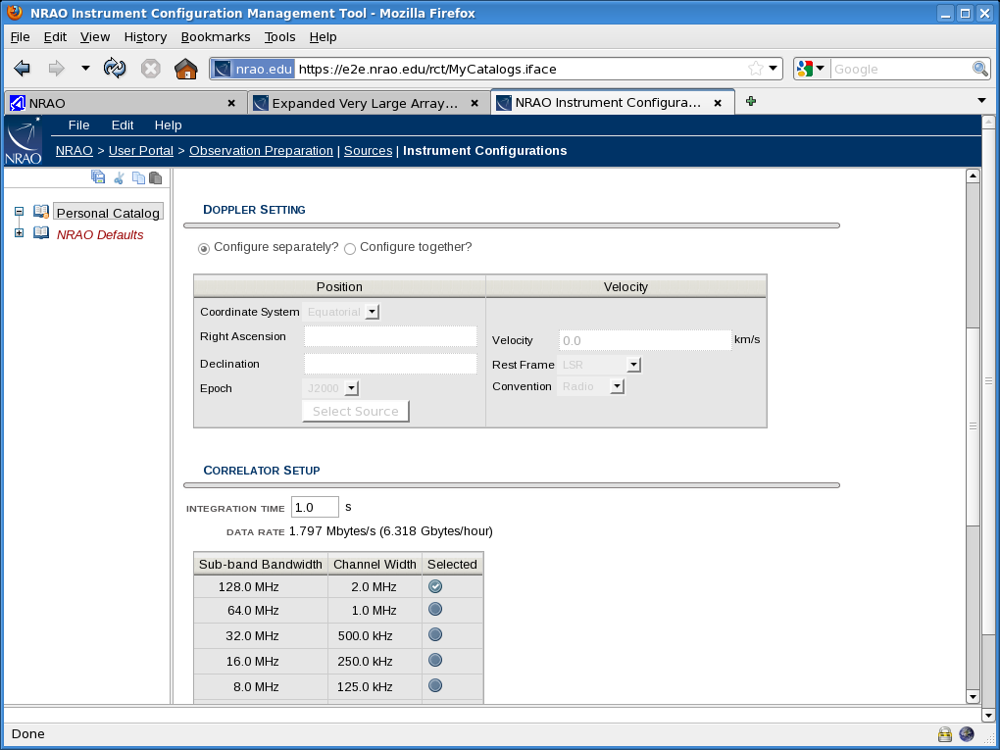 NRAO Instrument Configuration Management Tool - Mozilla Firefox
File Edit View History Bookmarks Tools Help
nrao.edu https://e2e.nrao.edu/rct/MyCatalogs.iface Google
NRAO Expanded Very Large Array... NRAO Instrument Configura...
File Edit Help
NRAO
NRAO > User Portal > Observation Preparation | Sources | Instrument Configurations
Personal Catalog
NRAO Defaults
DOPPLER SETTING
Configure separately? Configure together?
Position Velocity
Coordinate System Equatorial
Right Ascension
Velocity 0.0 km/s
Declination
Rest Frame LSR
Epoch J2000
Convention Radio
Select Source
CORRELATOR SETUP
INTEGRATION TIME 1.0 s
DATA RATE 1.797 Mbytes/s (6.318 Gbytes/hour)
Sub-band Bandwidth Channel Width Selected
128.0 MHz 2.0 MHz
64.0 MHz 1.0 MHz
32.0 MHz 500.0 kHz
16.0 MHz 250.0 kHz
8.0 MHz 125.0 kHz
Done